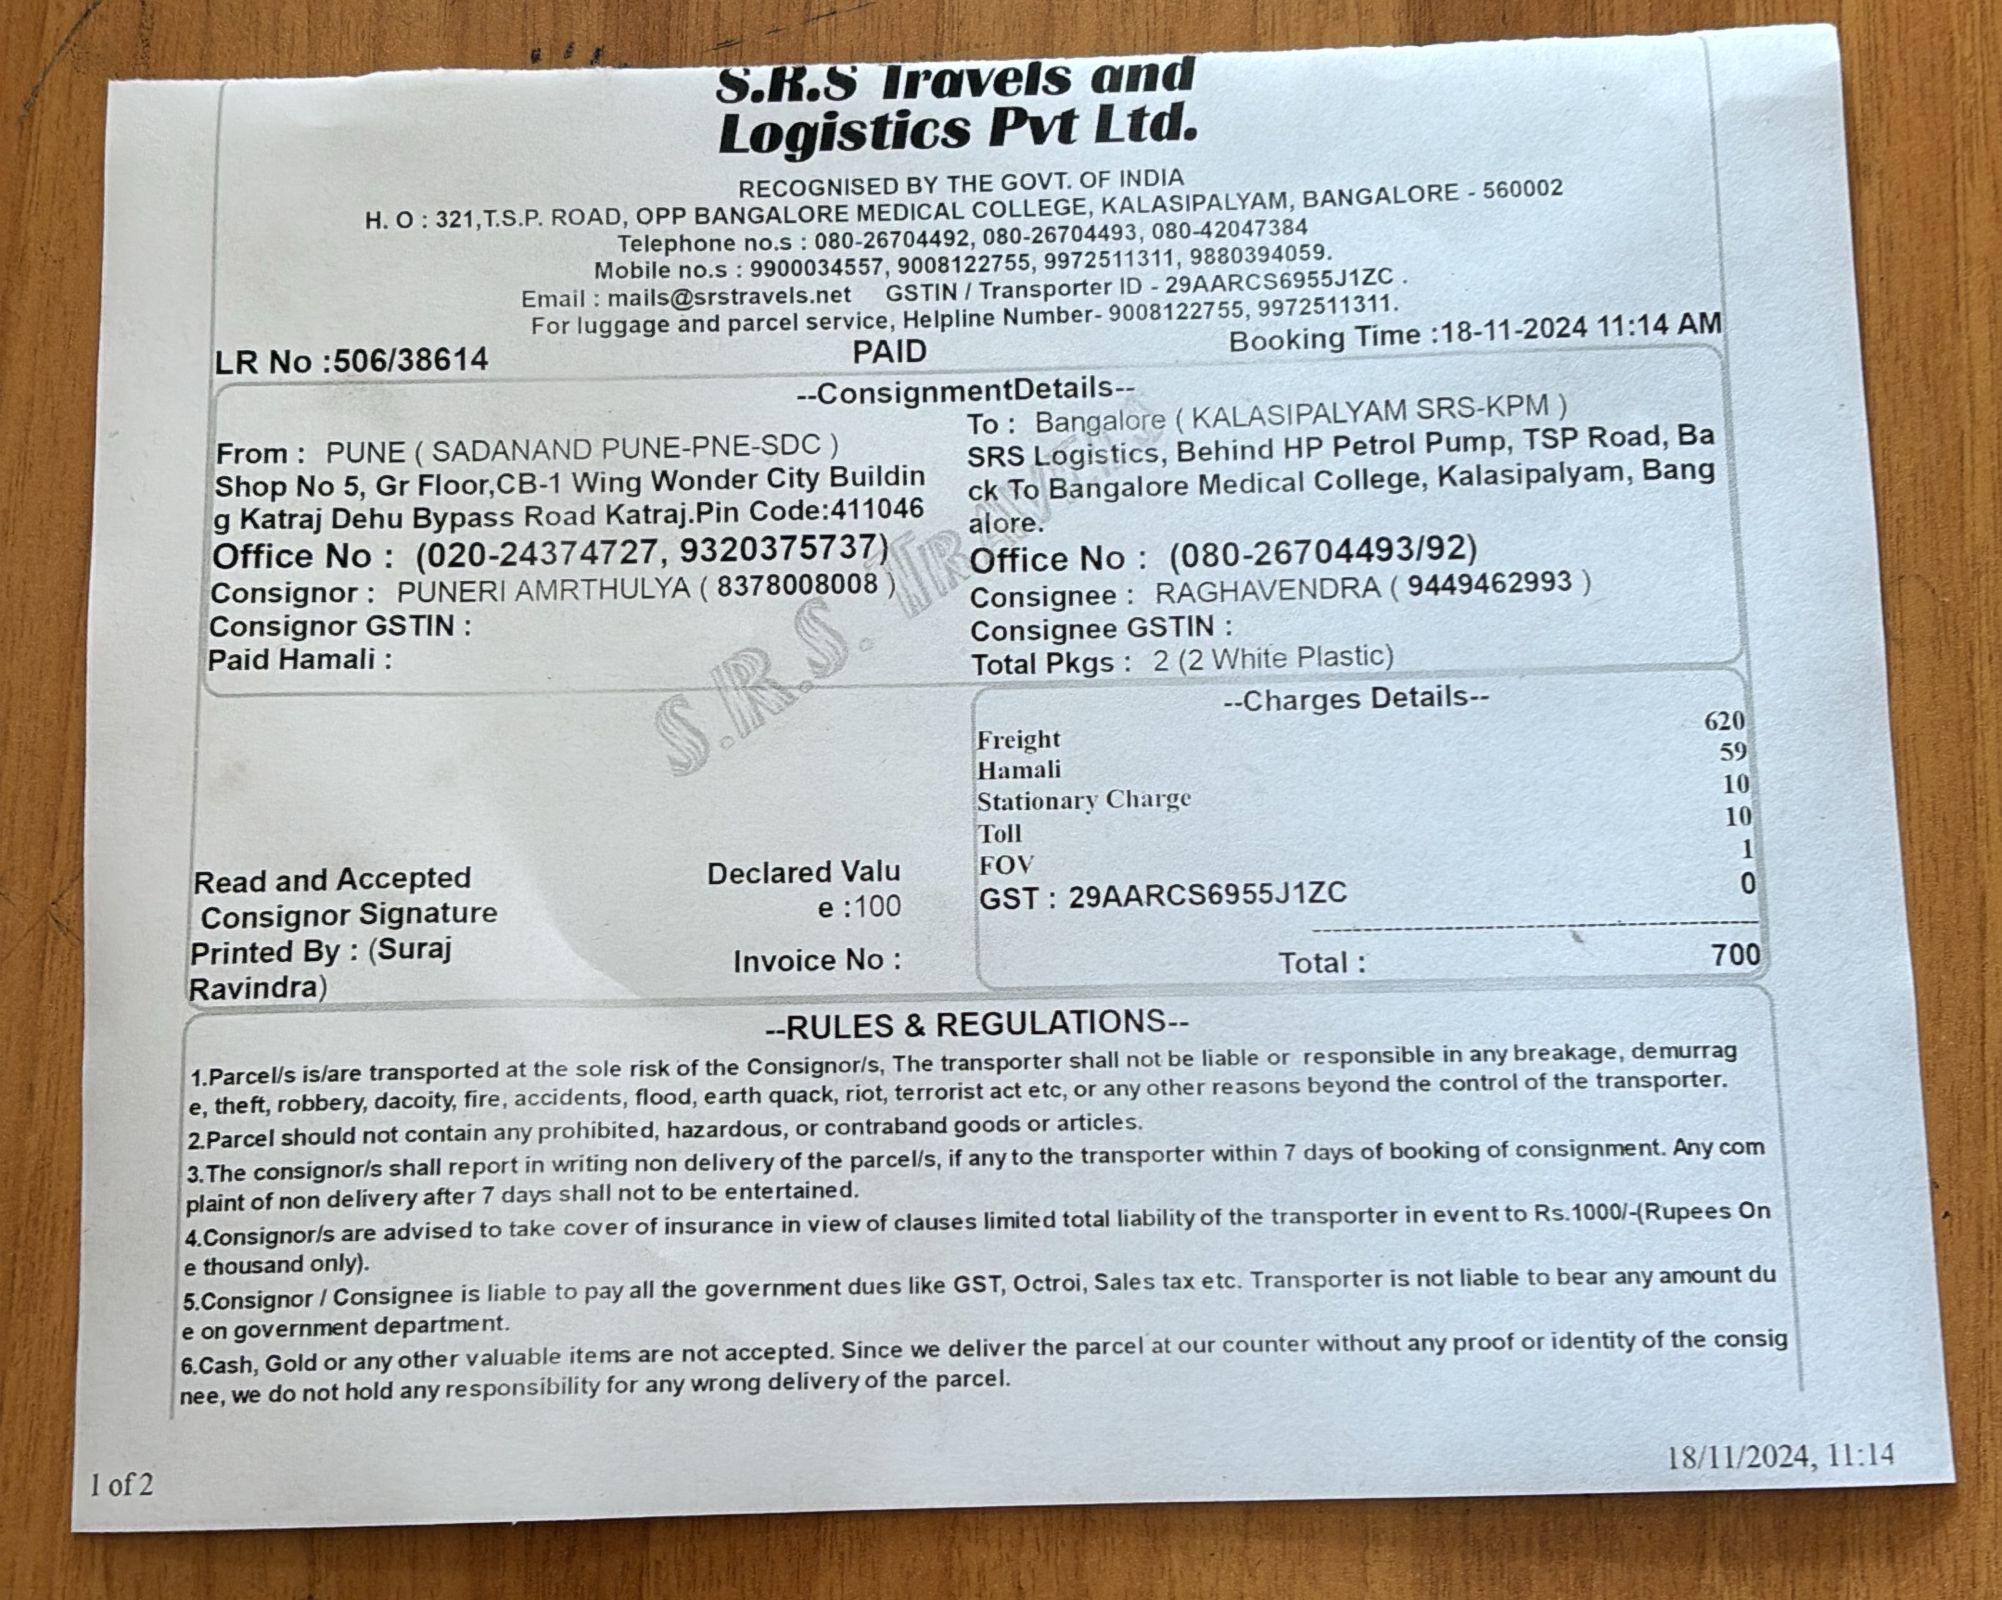 S.R.S Travels and
Logistics Pvt Ltd.
RECOGNISED BY THE GOVT. OF INDIA
H. O : 321,T.S.P. ROAD, OPP BANGALORE MEDICAL COLLEGE, KALASIPALYAM, BANGALORE - 560002
Telephone no.s : 080-26704492, 080-26704493, 080-42047384
Mobile no.s : 9900034557, 9008122755, 9972511311, 9880394059.
Email : mails@srstravels.net GSTIN / Transporter ID - 29AARCS6955J1ZC .
For luggage and parcel service, Helpline Number- 9008122755, 9972511311.
LR No :506/38614 PAID Booking Time :18-11-2024 11:14 AM
--ConsignmentDetails--
From : PUNE ( SADANAND PUNE-PNE-SDC )
Shop No 5, Gr Floor,CB-1 Wing Wonder City Buildin
g Katraj Dehu Bypass Road Katraj.Pin Code:411046
Office No : (020-24374727, 9320375737)
Consignor : PUNERI AMRTHULYA ( 8378008008 )
Consignor GSTIN :
Paid Hamali :
To : Bangalore ( KALASIPALYAM SRS-KPM )
SRS Logistics, Behind HP Petrol Pump, TSP Road, Ba
ck To Bangalore Medical College, Kalasipalyam, Bang
alore.
Office No : (080-26704493/92)
Consignee : RAGHAVENDRA ( 9449462993 )
Consignee GSTIN :
Total Pkgs : 2 (2 White Plastic)
S.R.S. TRAVELS
--Charges Details--
Freight 620
Hamali 59
Stationary Charge 10
Toll 10
FOV 1
GST : 29AARCS6955J1ZC 0
Total : 700
Read and Accepted
Consignor Signature
Printed By : (Suraj
Ravindra)
Declared Valu
e :100
Invoice No :
--RULES & REGULATIONS--
1.Parcel/s is/are transported at the sole risk of the Consignor/s, The transporter shall not be liable or responsible in any breakage, demurrag
e, theft, robbery, dacoity, fire, accidents, flood, earth quack, riot, terrorist act etc, or any other reasons beyond the control of the transporter.
2.Parcel should not contain any prohibited, hazardous, or contraband goods or articles.
3.The consignor/s shall report in writing non delivery of the parcel/s, if any to the transporter within 7 days of booking of consignment. Any com
plaint of non delivery after 7 days shall not to be entertained.
4.Consignor/s are advised to take cover of insurance in view of clauses limited total liability of the transporter in event to Rs.1000/-(Rupees On
e thousand only).
5.Consignor / Consignee is liable to pay all the government dues like GST, Octroi, Sales tax etc. Transporter is not liable to bear any amount du
e on government department.
6.Cash, Gold or any other valuable items are not accepted. Since we deliver the parcel at our counter without any proof or identity of the consig
nee, we do not hold any responsibility for any wrong delivery of the parcel.
1 of 2 18/11/2024, 11:14